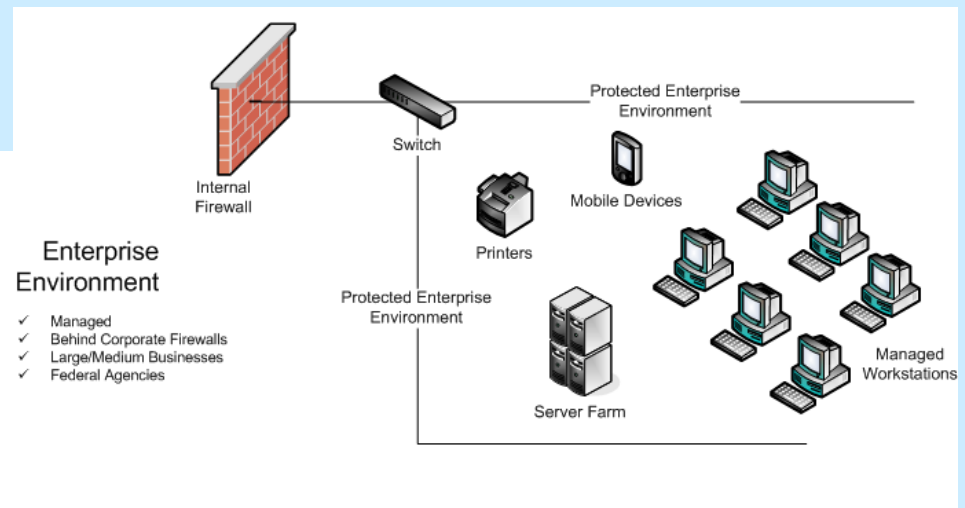 Protected Enterprise
Environment
Switch
Internal
Firewall
Mobile Devices
Printers
Enterprise
Environment
✓ Managed
✓ Behind Corporate Firewalls
✓ Large/Medium Businesses
✓ Federal Agencies
Protected Enterprise
Environment
Server Farm
Managed
Workstations